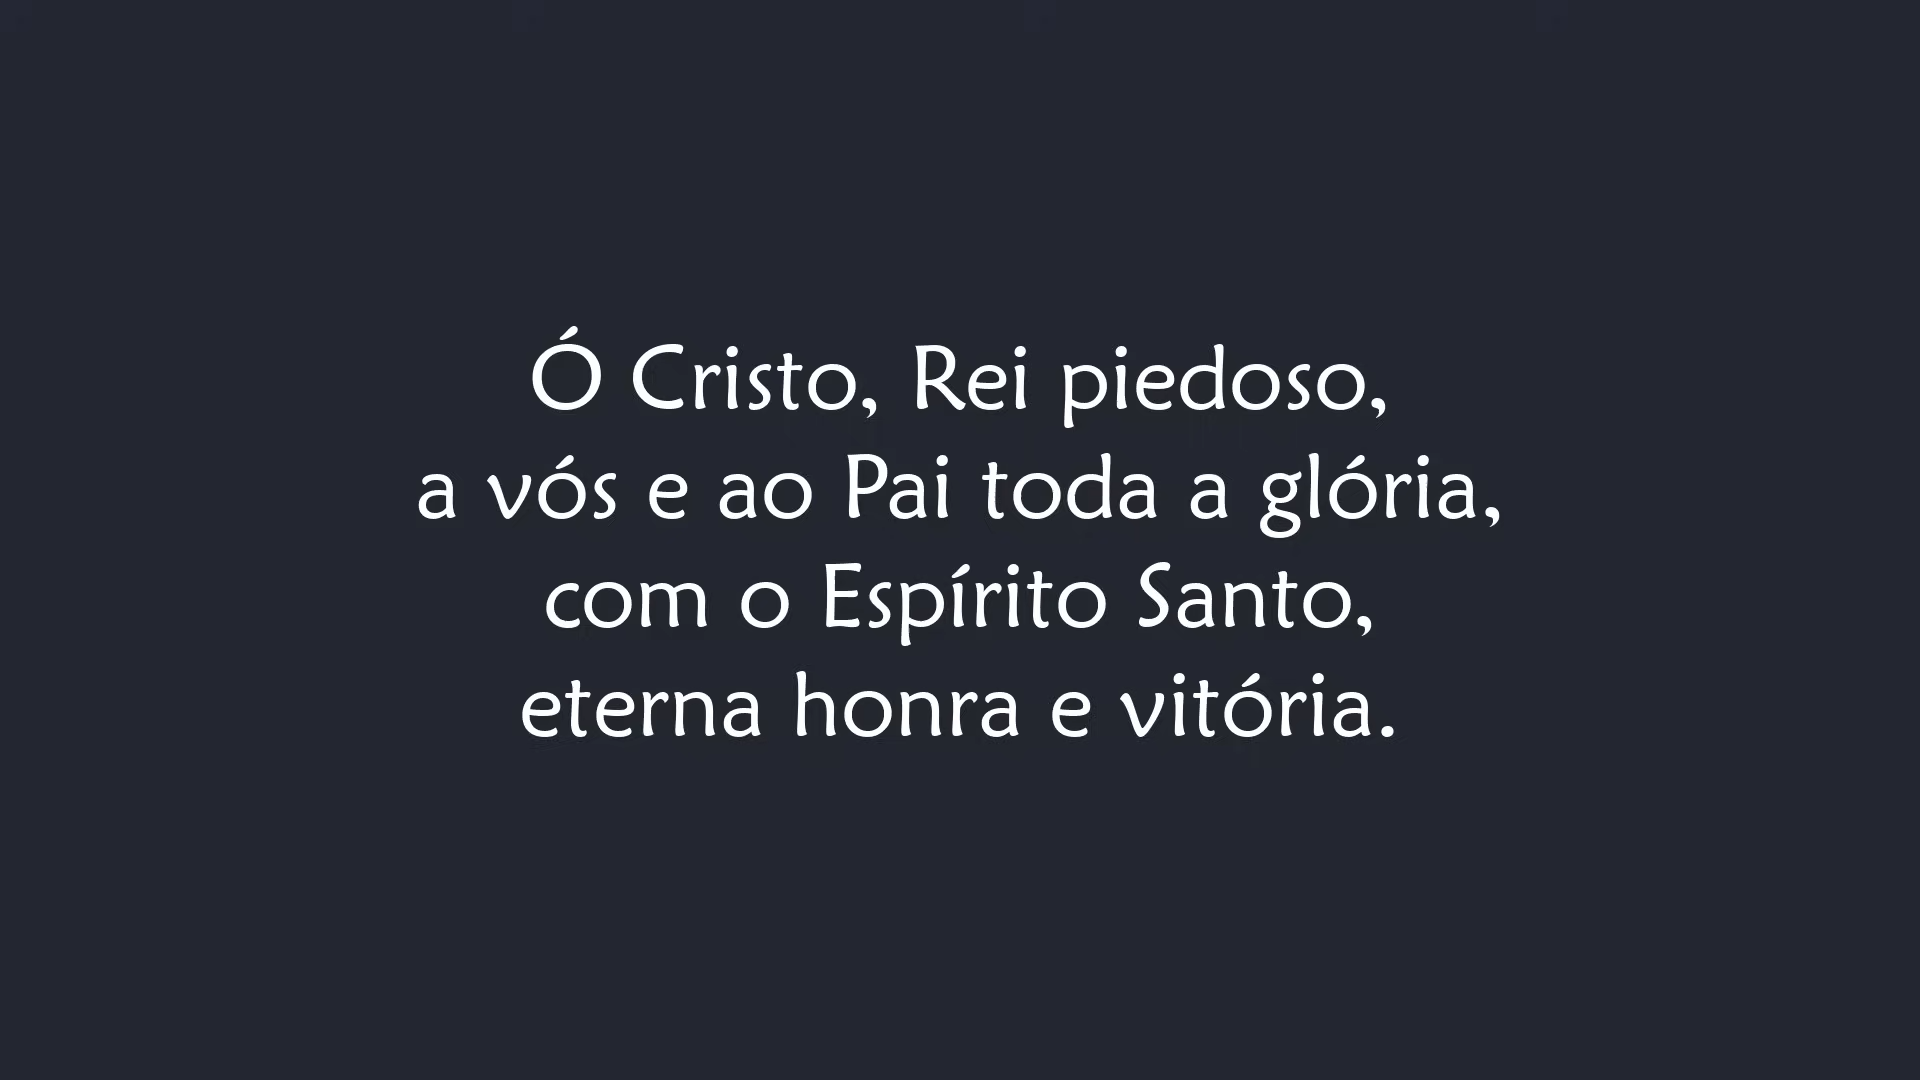 Ó Cristo, Rei piedoso,
a vós e ao Pai toda a glória,
com o Espírito Santo,
eterna honra e vitória.